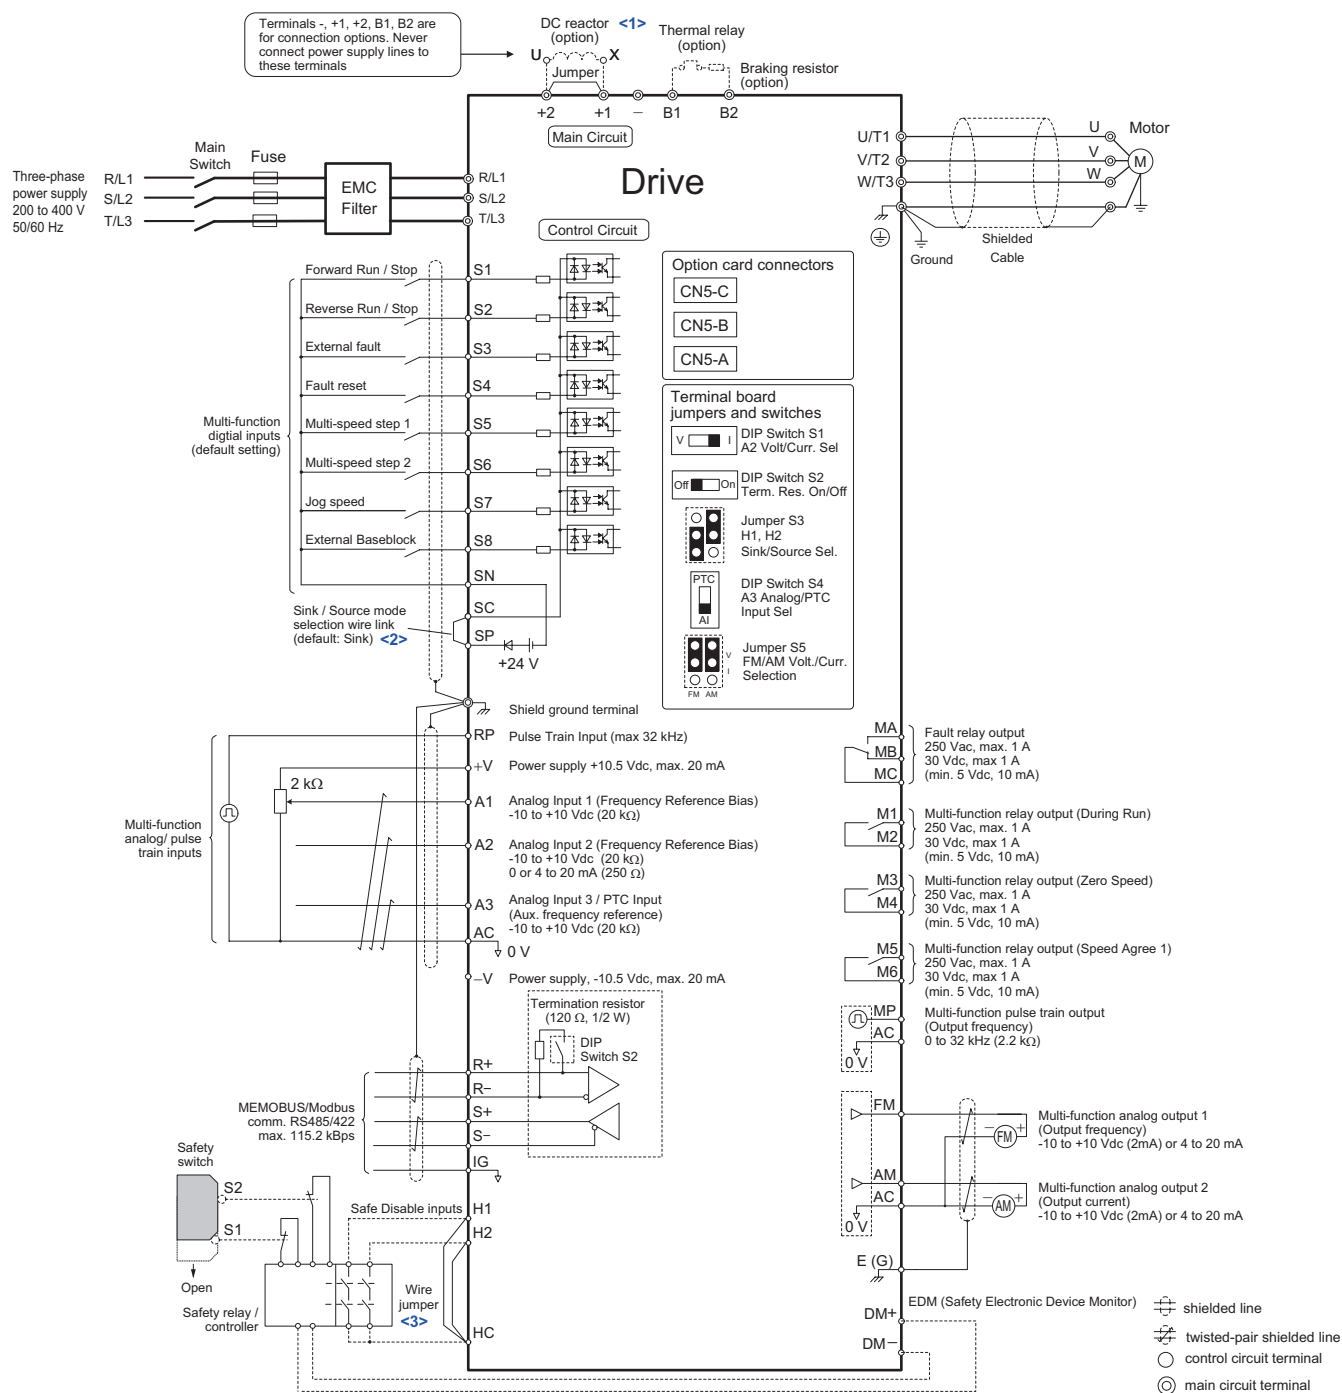 Terminals -, +1, +2, B1, B2 are
for connection options. Never
connect power supply lines to
these terminals
DC reactor <1>
(option)
U X
Jumper
Thermal relay
(option)
Braking resistor
(option)
+2 +1 − B1 B2
Main Circuit
Drive
Three-phase
power supply
200 to 400 V
50/60 Hz
R/L1
S/L2
T/L3
Main
Switch
Fuse
EMC
Filter
R/L1
S/L2
T/L3
U/T1
V/T2
W/T3
U
V
W
Motor
M
Ground
Shielded
Cable
Control Circuit
Multi-function
digtial inputs
(default setting)
Forward Run / Stop S1
Reverse Run / Stop S2
External fault S3
Fault reset S4
Multi-speed step 1 S5
Multi-speed step 2 S6
Jog speed S7
External Baseblock S8
SN
SC
SP
+24 V
Sink / Source mode
selection wire link
(default: Sink) <2>
Option card connectors
CN5-C
CN5-B
CN5-A
Terminal board
jumpers and switches
V I
DIP Switch S1
A2 Volt/Curr. Sel
Off On
DIP Switch S2
Term. Res. On/Off
Jumper S3
H1, H2
Sink/Source Sel.
PTC
AI
DIP Switch S4
A3 Analog/PTC
Input Sel
V
I
FM AM
Jumper S5
FM/AM Volt./Curr.
Selection
Shield ground terminal
Multi-function
analog/ pulse
train inputs
2 kΩ
RP Pulse Train Input (max 32 kHz)
+V Power supply +10.5 Vdc, max. 20 mA
A1 Analog Input 1 (Frequency Reference Bias)
-10 to +10 Vdc (20 kΩ)
A2 Analog Input 2 (Frequency Reference Bias)
-10 to +10 Vdc (20 kΩ)
0 or 4 to 20 mA (250 Ω)
A3 Analog Input 3 / PTC Input
(Aux. frequency reference)
-10 to +10 Vdc (20 kΩ)
AC
0 V
−V Power supply, -10.5 Vdc, max. 20 mA
Termination resistor
(120 Ω, 1/2 W)
DIP
Switch S2
MEMOBUS/Modbus
comm. RS485/422
max. 115.2 kBps
R+
R−
S+
S−
IG
Safety
switch
S2
S1
Open
Safety relay /
controller
Safe Disable inputs
H1
H2
Wire
jumper
<3>
HC
MA
MB
MC
Fault relay output
250 Vac, max. 1 A
30 Vdc, max 1 A
(min. 5 Vdc, 10 mA)
M1
M2
Multi-function relay output (During Run)
250 Vac, max. 1 A
30 Vdc, max 1 A
(min. 5 Vdc, 10 mA)
M3
M4
Multi-function relay output (Zero Speed)
250 Vac, max. 1 A
30 Vdc, max 1 A
(min. 5 Vdc, 10 mA)
M5
M6
Multi-function relay output (Speed Agree 1)
250 Vac, max. 1 A
30 Vdc, max 1 A
(min. 5 Vdc, 10 mA)
MP
AC
0 V
Multi-function pulse train output
(Output frequency)
0 to 32 kHz (2.2 kΩ)
FM
− FM +
Multi-function analog output 1
(Output frequency)
-10 to +10 Vdc (2mA) or 4 to 20 mA
AM
AC
0 V
− AM +
Multi-function analog output 2
(Output current)
-10 to +10 Vdc (2mA) or 4 to 20 mA
E (G)
EDM (Safety Electronic Device Monitor)
DM+
DM−
shielded line
twisted-pair shielded line
control circuit terminal
main circuit terminal